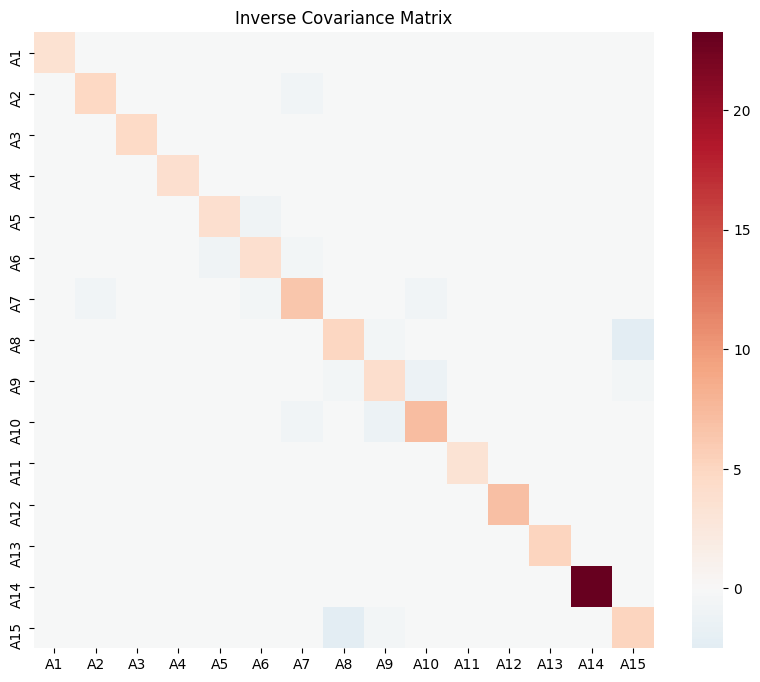 Inverse Covariance Matrix
A1
A2
A3
A4
A5
A6
A7
A8
A9
A10
A11
A12
A13
A14
A15
A1 A2 A3 A4 A5 A6 A7 A8 A9 A10 A11 A12 A13 A14 A15
20
15
10
5
0